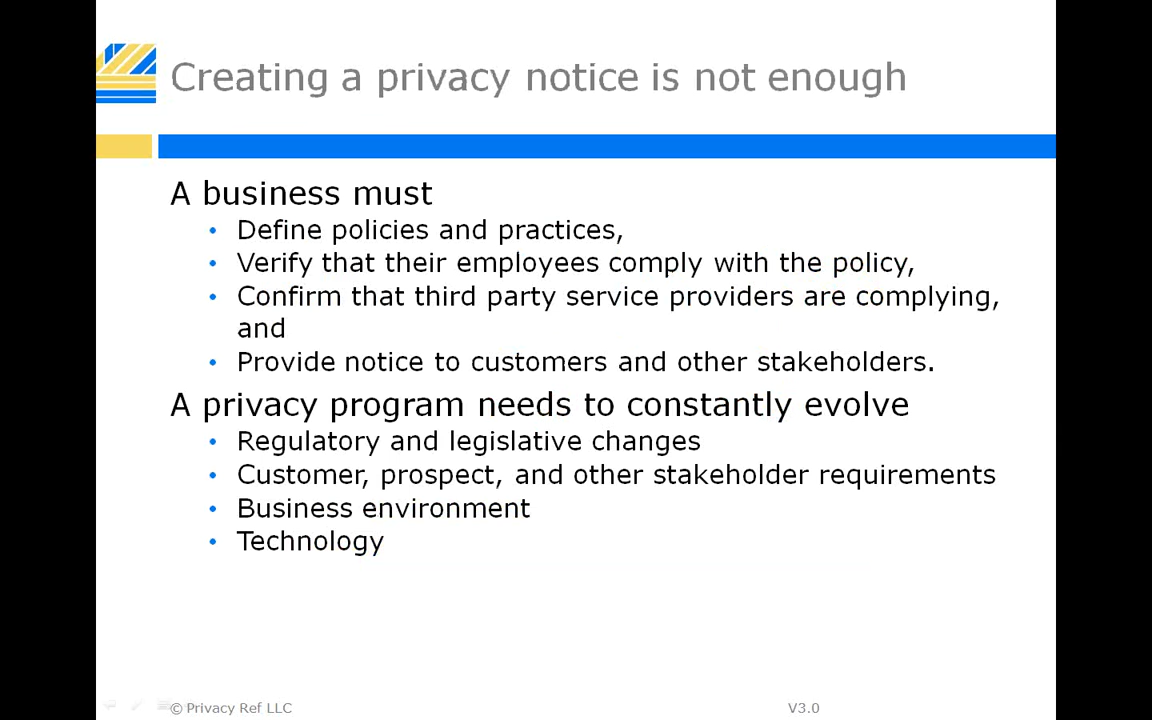 Creating a privacy notice is not enough
A business must
• Define policies and practices,
• Verify that their employees comply with the policy,
• Confirm that third party service providers are complying,
and
• Provide notice to customers and other stakeholders.
A privacy program needs to constantly evolve
• Regulatory and legislative changes
• Customer, prospect, and other stakeholder requirements
• Business environment
• Technology
© Privacy Ref LLC
V3.0